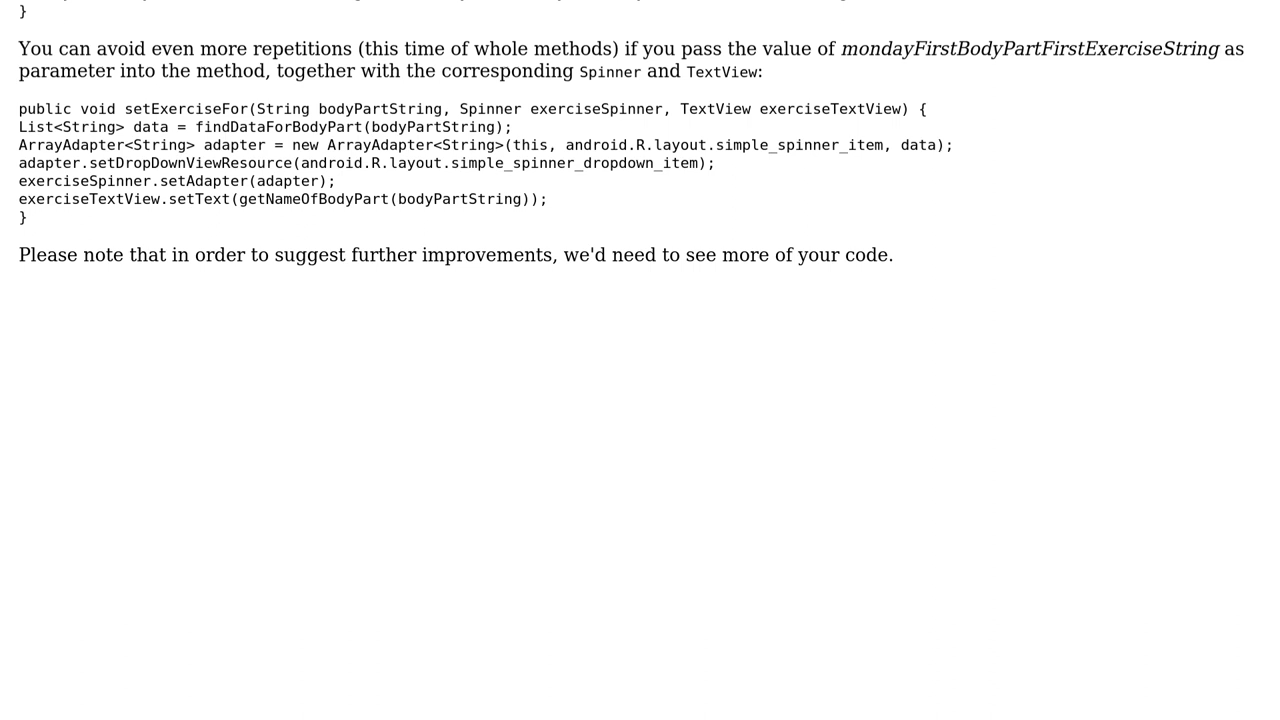 }
You can avoid even more repetitions (this time of whole methods) if you pass the value of mondayFirstBodyPartFirstExerciseString as
parameter into the method, together with the corresponding Spinner and TextView:
public void setExerciseFor(String bodyPartString, Spinner exerciseSpinner, TextView exerciseTextView) {
List<String> data = findDataForBodyPart(bodyPartString);
ArrayAdapter<String> adapter = new ArrayAdapter<String>(this, android.R.layout.simple_spinner_item, data);
adapter.setDropDownViewResource(android.R.layout.simple_spinner_dropdown_item);
exerciseSpinner.setAdapter(adapter);
exerciseTextView.setText(getNameOfBodyPart(bodyPartString));
}
Please note that in order to suggest further improvements, we'd need to see more of your code.